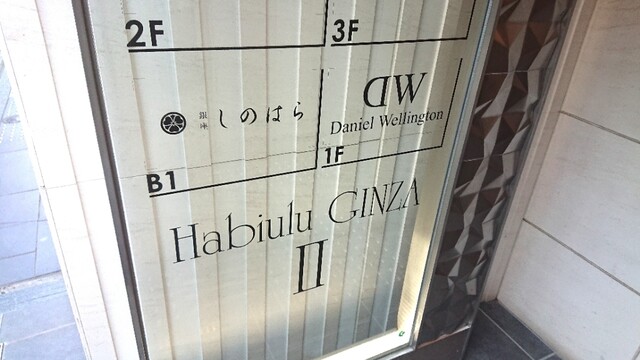 2F
3F
銀座
しのはら
DW
Daniel Wellington
B1
1F
Habiulu GINZA
II